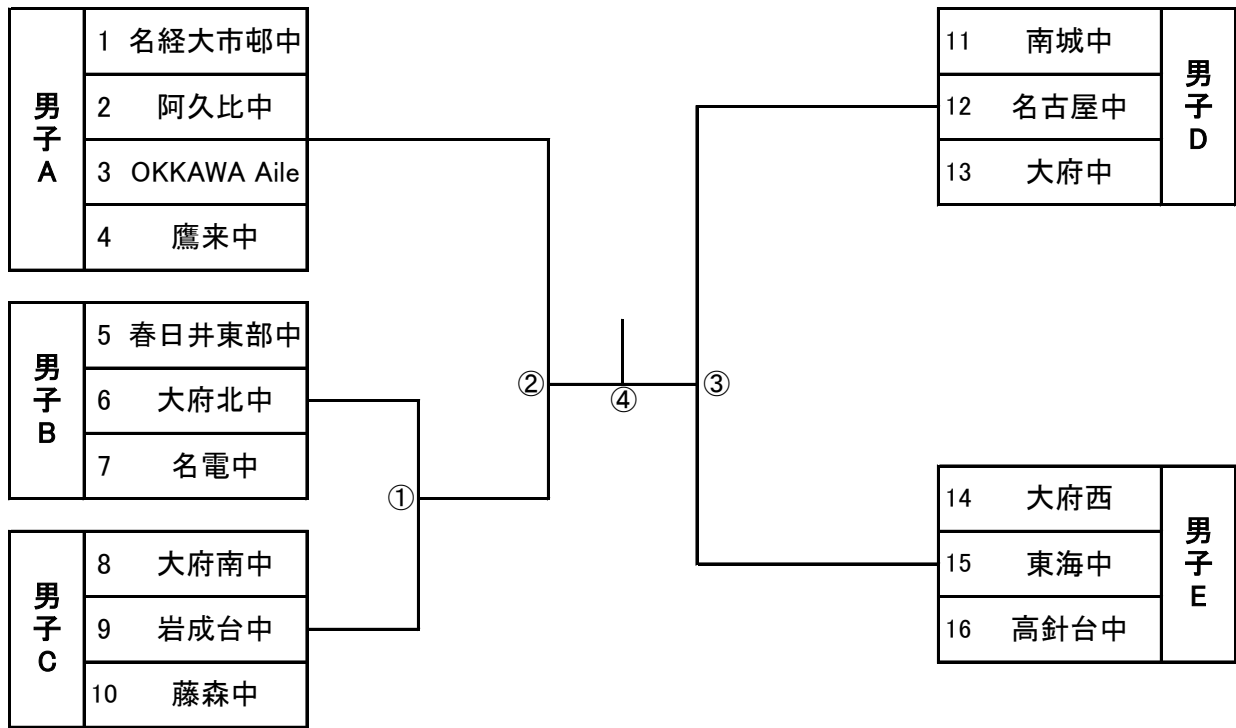 男子A
1 名経大市邨中
2 阿久比中
3 OKKAWA Aile
4 鷹来中
男子B
5 春日井東部中
6 大府北中
7 名電中
男子C
8 大府南中
9 岩成台中
10 藤森中
①
②
④
③
11 南城中
12 名古屋中
13 大府中
男子D
14 大府西
15 東海中
16 高針台中
男子E